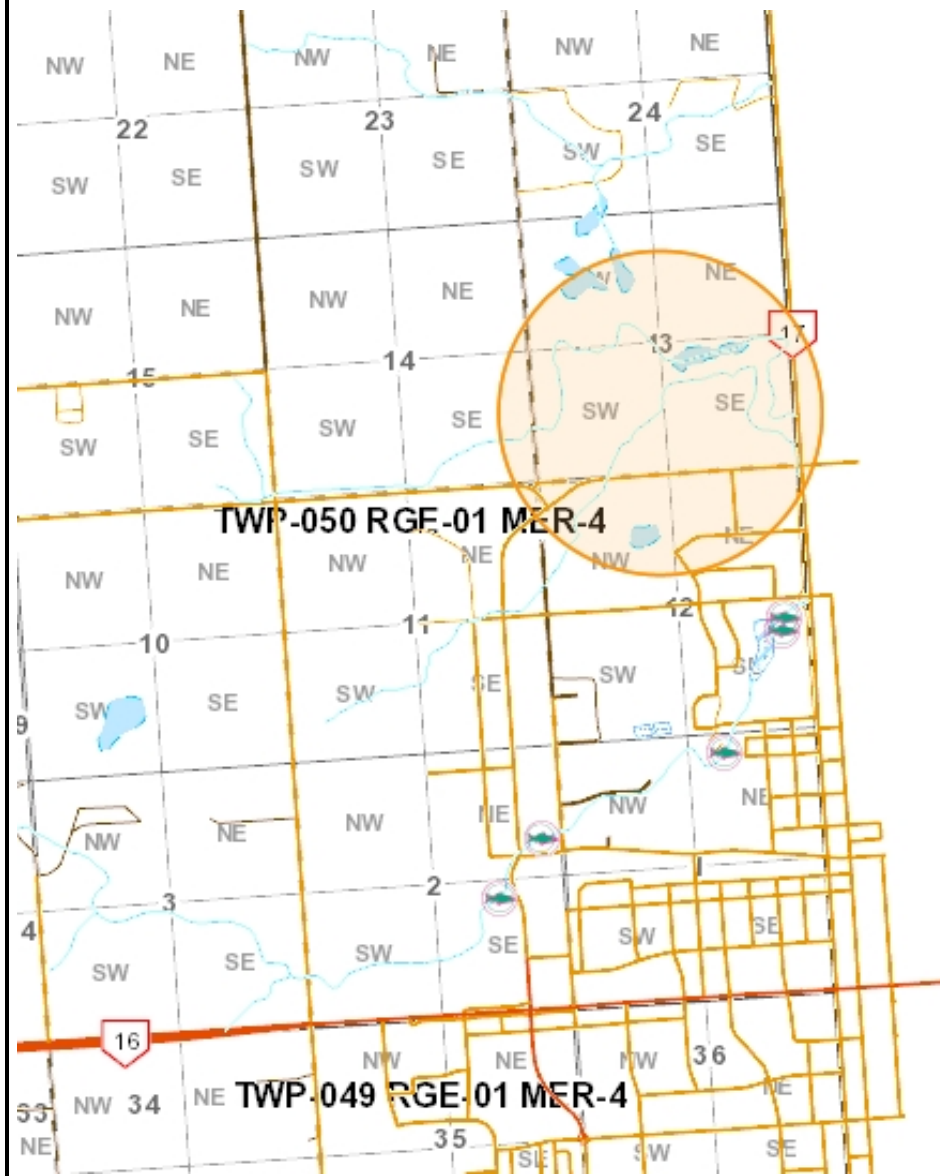 NW NE NW NE NW NE
22 23 24
SW SE SW SE SW SE
NW NE NW NE W NE
17
15 14 13
SW SE SW SE SW SE
TWP-050 RGE-01 MER-4
NW NE NW NE NW NE
10 11 12
SW SE SW SE SW
9
NW NE NW NE NW NE
4 3 2 1
SW SE SW SE SW SE
16
NW 34 NE NW NE NW 36 NE
TWP-049 RGE-01 MER-4
33 NE 35 SE SW SE